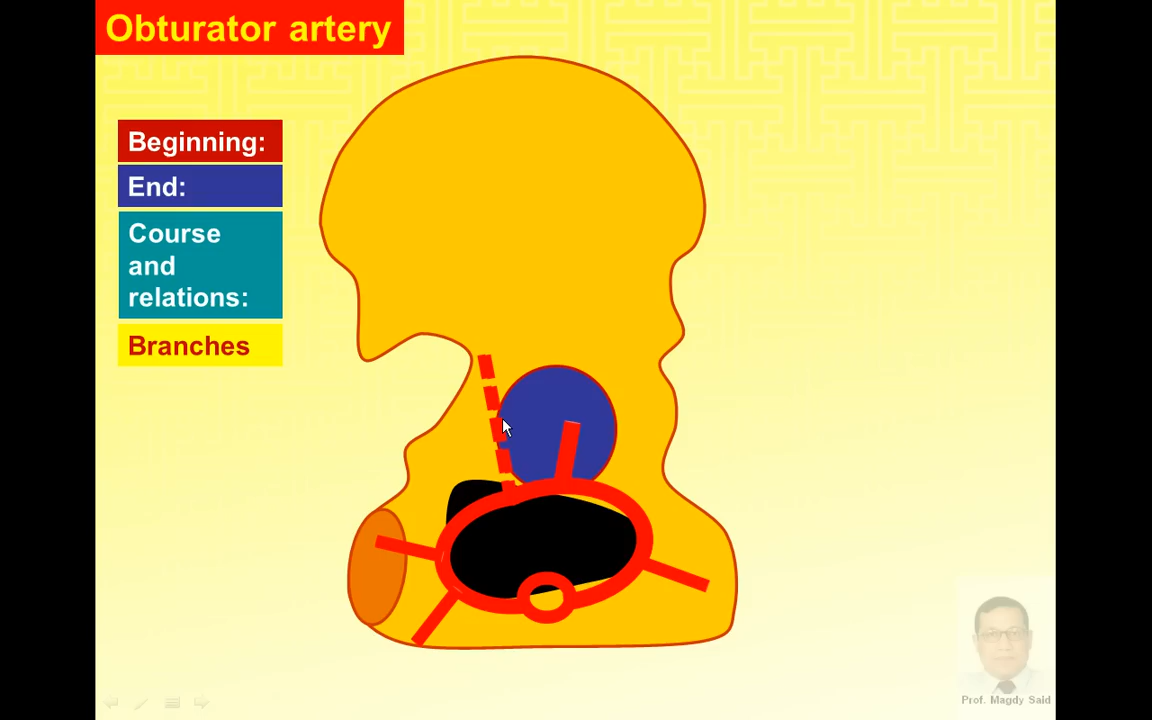 Obturator artery
Beginning:
End:
Course
and
relations:
Branches
Prof. Magdy Said